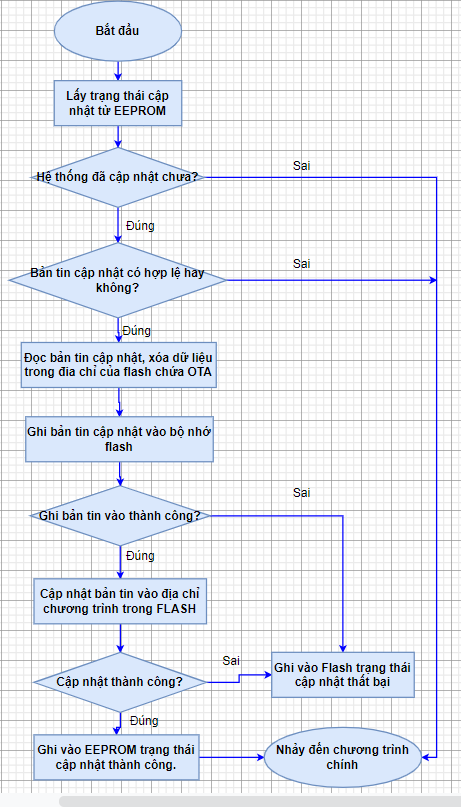 Bắt đầu
Lấy trạng thái cập
nhật từ EEPROM
Hệ thống đã cập nhật chưa?
Sai
Đúng
Bản tin cập nhật có hợp lệ hay
không?
Sai
Đúng
Đọc bản tin cập nhật, xóa dữ liệu
trong đia chỉ của flash chứa OTA
Ghi bản tin cập nhật vào bộ nhớ
flash
Ghi bản tin vào thành công?
Sai
Đúng
Cập nhật bản tin vào địa chỉ
chương trình trong FLASH
Cập nhật thành công?
Sai
Ghi vào Flash trạng thái
cập nhật thất bại
Đúng
Ghi vào EEPROM trạng thái
cập nhật thành công.
Nhảy đến chương trình
chính